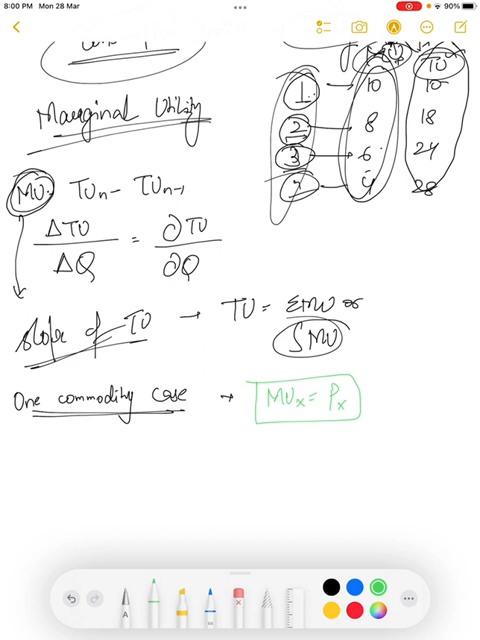 8:00 PM Mon 28 Mar
90%
Marginal Utility
TU
1 → 10 10
2 → 8 18
3 → 6 24
4 28
MU: TUn - TUn-1
ΔTU/ΔQ = ∂TU/∂Q
Slope of TU → TU = ΣMU or
∫MU
One commodity case → MUx = Px
A